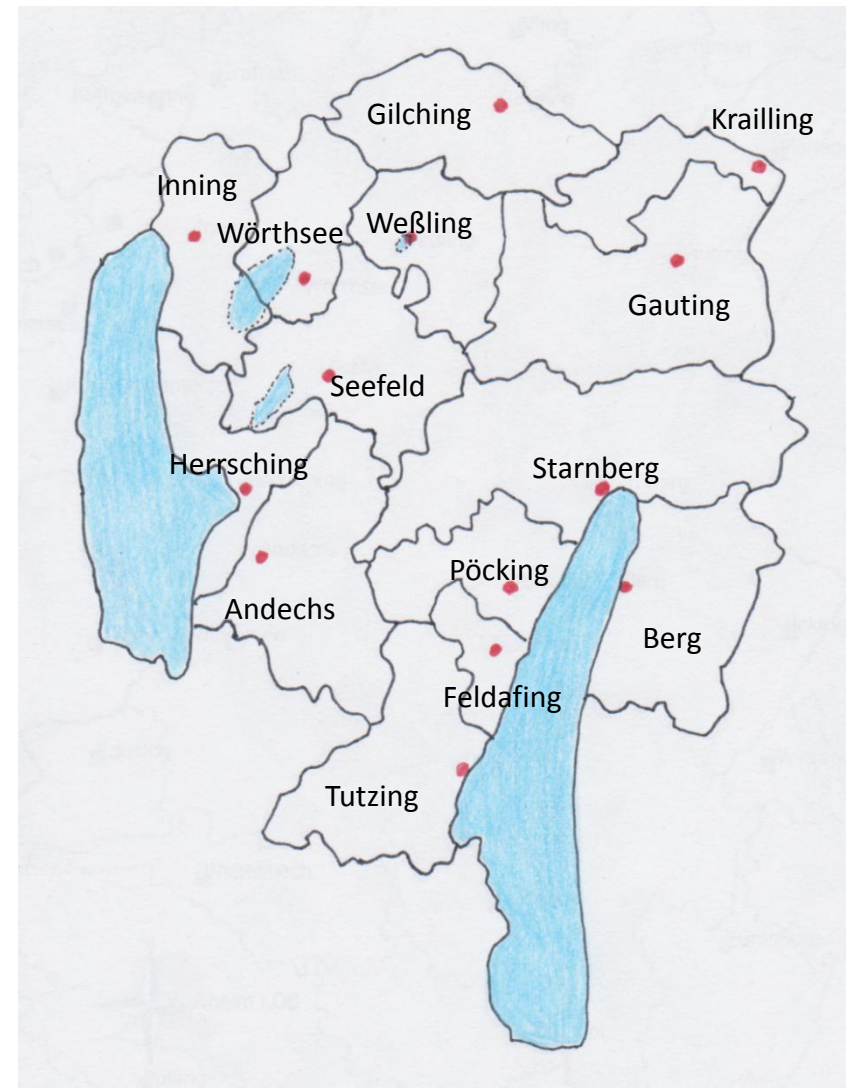 Gilching
Krailling
Inning
Wörthsee
Weßling
Gauting
Seefeld
Herrsching
Starnberg
Pöcking
Andechs
Berg
Feldafing
Tutzing